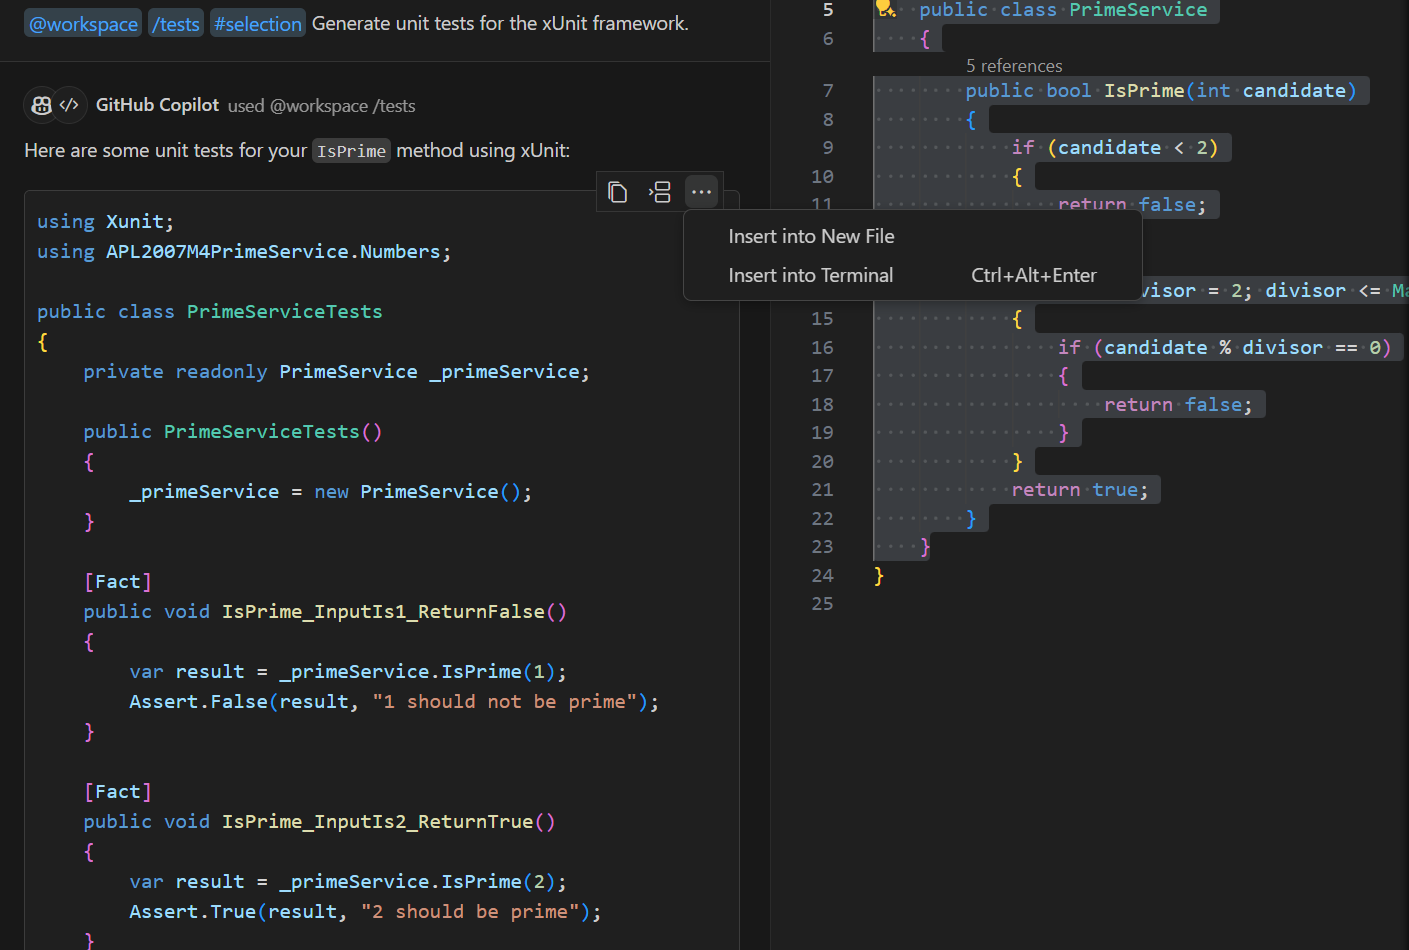 @workspace /tests #selection Generate unit tests for the xUnit framework.
GitHub Copilot used @workspace /tests
Here are some unit tests for your IsPrime method using xUnit:
using Xunit;
using APL2007M4PrimeService.Numbers;
public class PrimeServiceTests
{
private readonly PrimeService _primeService;
public PrimeServiceTests()
{
_primeService = new PrimeService();
}
[Fact]
public void IsPrime_InputIs1_ReturnFalse()
{
var result = _primeService.IsPrime(1);
Assert.False(result, "1 should not be prime");
}
[Fact]
public void IsPrime_InputIs2_ReturnTrue()
{
var result = _primeService.IsPrime(2);
Assert.True(result, "2 should be prime");
}
Insert into New File
Insert into Terminal Ctrl+Alt+Enter
5 public class PrimeService
6 {
5 references
7 public bool IsPrime(int candidate)
8 {
9 if (candidate < 2)
10 {
11 return false;
divisor = 2; divisor <= Ma
15 {
16 if (candidate % divisor == 0)
17 {
18 return false;
19 }
20 }
21 return true;
22 }
23 }
24 }
25